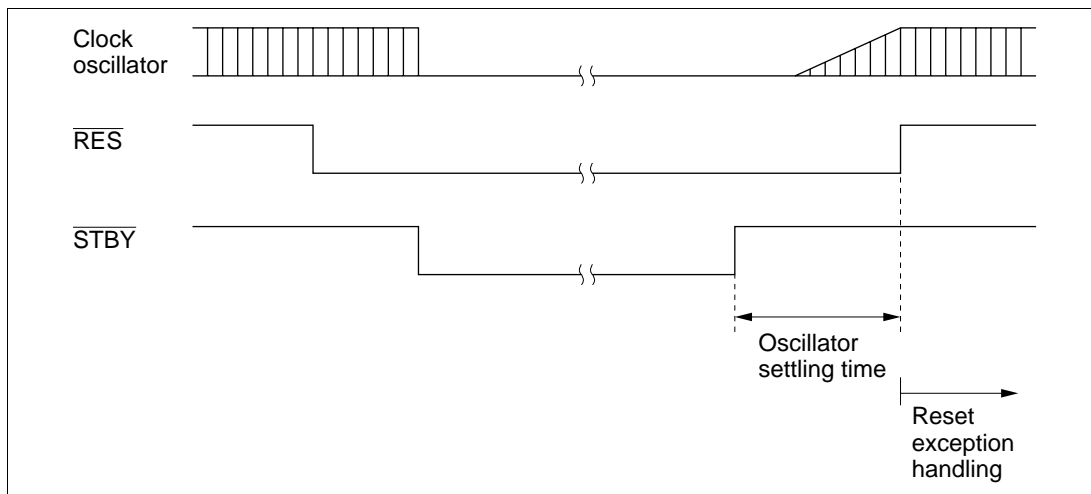 Clock
oscillator
RES
STBY
Oscillator
settling time
Reset
exception
handling